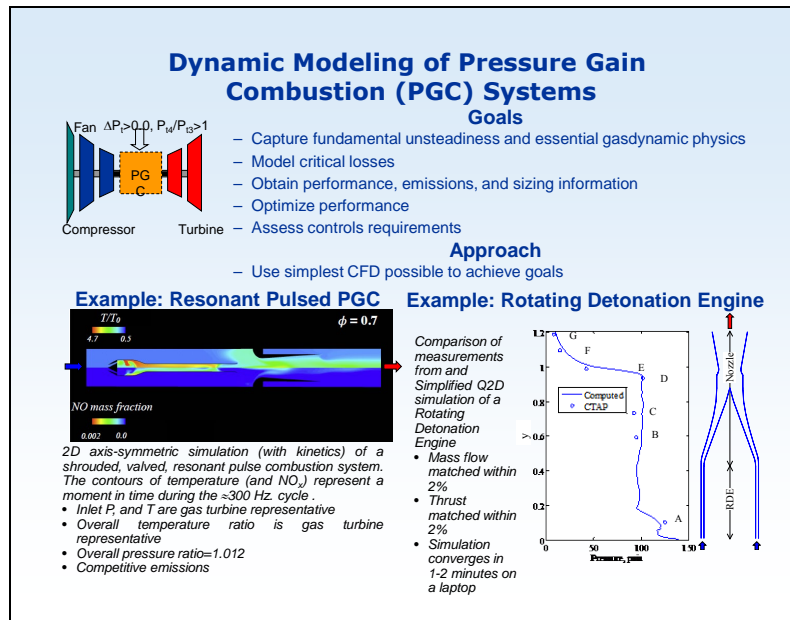 Dynamic Modeling of Pressure Gain
Combustion (PGC) Systems
Fan
ΔPt>0.0, Pt4/Pt3>1
PG
C
Compressor
Turbine
Goals
– Capture fundamental unsteadiness and essential gasdynamic physics
– Model critical losses
– Obtain performance, emissions, and sizing information
– Optimize performance
– Assess controls requirements
Approach
– Use simplest CFD possible to achieve goals
Example: Resonant Pulsed PGC
T/T0
4.7 0.5
ϕ = 0.7
NO mass fraction
0.002 0.0
2D axis-symmetric simulation (with kinetics) of a
shrouded, valved, resonant pulse combustion system.
The contours of temperature (and NOx) represent a
moment in time during the ≈300 Hz. cycle .
• Inlet P, and T are gas turbine representative
• Overall temperature ratio is gas turbine
representative
• Overall pressure ratio=1.012
• Competitive emissions
Example: Rotating Detonation Engine
Comparison of
measurements
from and
Simplified Q2D
simulation of a
Rotating
Detonation
Engine
• Mass flow
matched within
2%
• Thrust
matched within
2%
• Simulation
converges in
1-2 minutes on
a laptop
1.2
1
0.8
0.6
0.4
0.2
0
y
G
F
E
D
C
B
A
Computed
CTAP
0 50 100 150
Pressure, psia
Nozzle
RDE